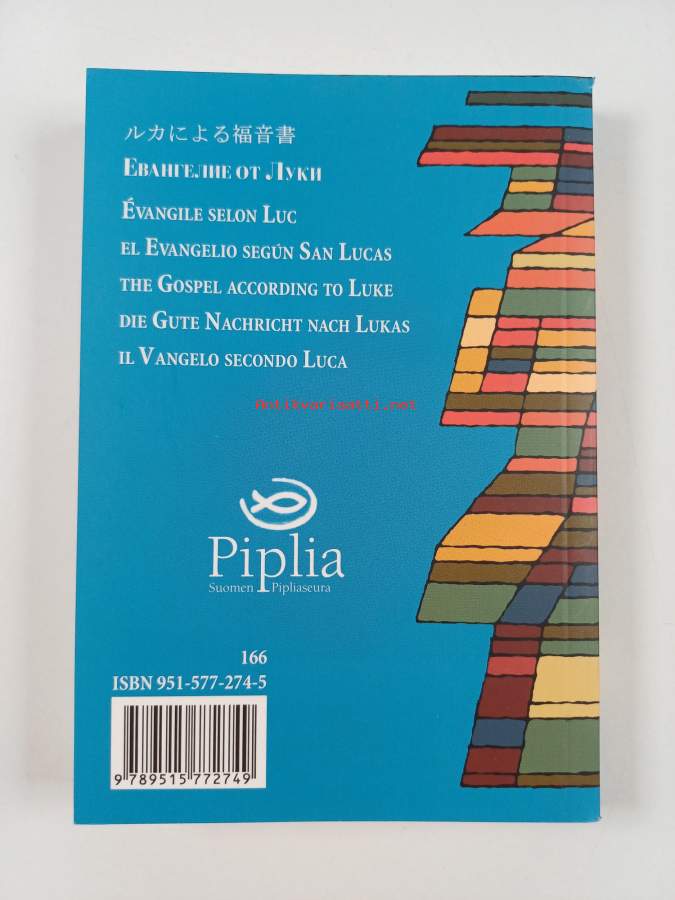 ルカによる福音書
Евангелие от Луки
Évangile selon Luc
el Evangelio según San Lucas
the Gospel according to Luke
die Gute Nachricht nach Lukas
il Vangelo secondo Luca
Antikvariaatti.net
Piplia
Suomen Pipliaseura
166
ISBN 951-577-274-5
9 789515 772749